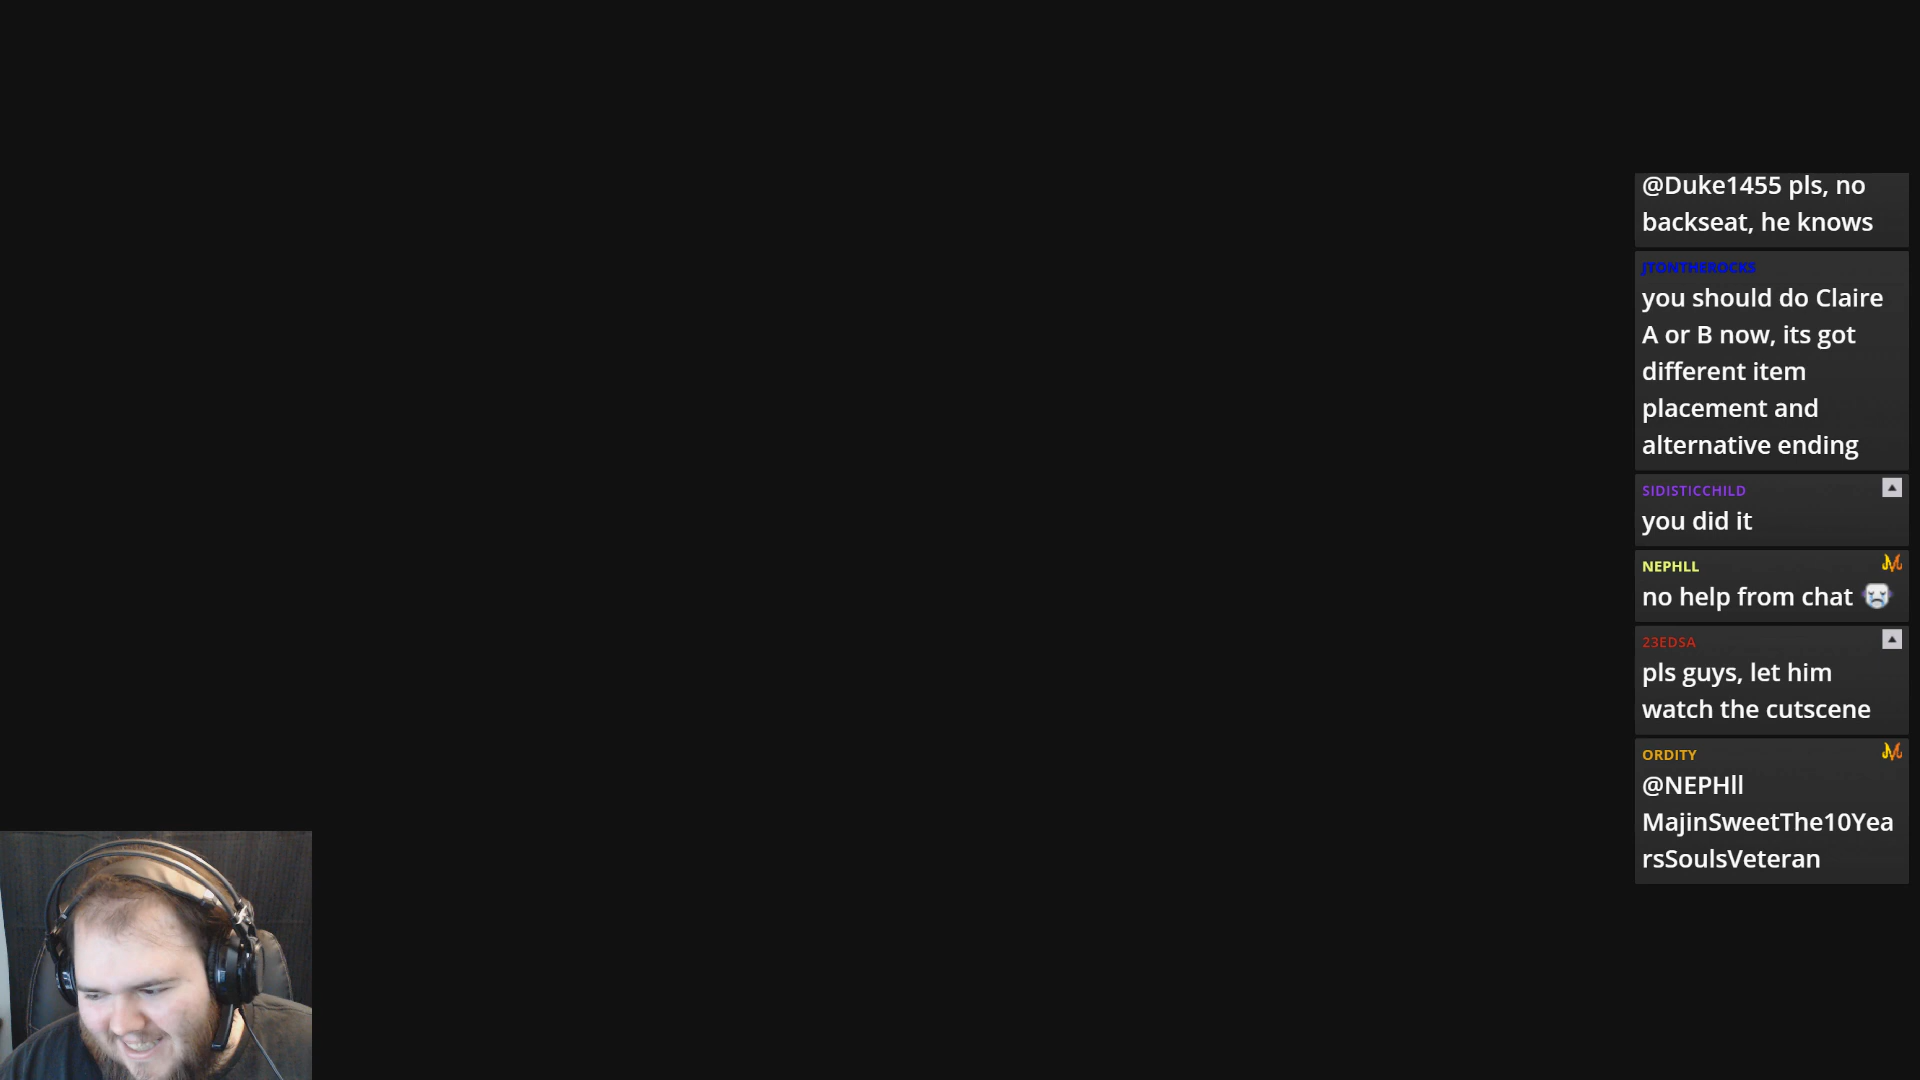 @Duke1455 pls, no
backseat, he knows
JTONTHEROCKS
you should do Claire
A or B now, its got
different item
placement and
alternative ending
SIDISTICCHILD
you did it
NEPHLL
no help from chat
23EDSA
pls guys, let him
watch the cutscene
ORDITY
@NEPHll
MajinSweetThe10Yea
rsSoulsVeteran